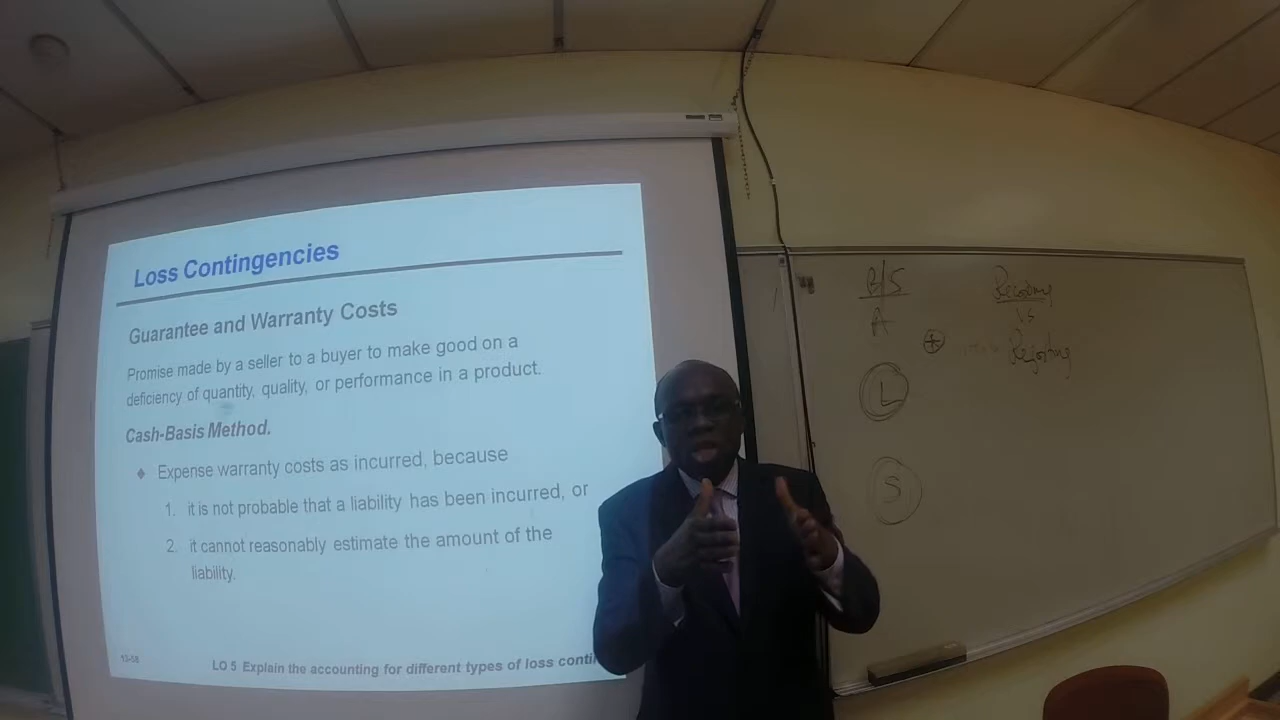 Loss Contingencies
Guarantee and Warranty Costs
Promise made by a seller to a buyer to make good on a
deficiency of quantity, quality, or performance in a product.
Cash-Basis Method.
Expense warranty costs as incurred, because
1. it is not probable that a liability has been incurred, or
2. it cannot reasonably estimate the amount of the
liability.
LO 5 Explain the accounting for different types of loss conti
B/S
A
L
S
Recording
vs
Reporting